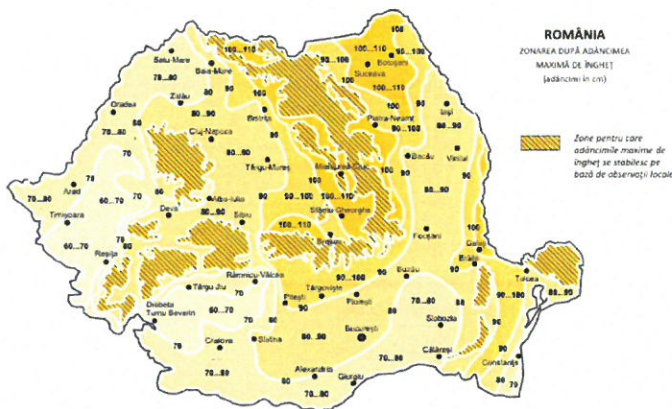 ROMÂNIA
ZONAREA DUPĂ ADÂNCIMEA
MAXIMĂ DE ÎNGHEȚ
(adâncimi în cm)
Zone pentru care
adâncimile maxime de
îngheț se stabilesc pe
bază de observații locale
100
100...110
100...110
90...100
Botoșani
90...100
Satu-Mare
70...80
Baia-Mare
Suceava
100...110
Oradea
Zalău
80...90
Bistrița
Piatra-Neamț
90...100
Iași
80...90
70...80
Cluj-Napoca
80...90
Târgu-Mureș
Bacău
Vaslui
80...90
Miercurea Ciuc
Arad
70...80
60...70
Deva
Alba-Iulia
80...90
90...100
100...110
Sfântu Gheorghe
Timișoara
Sibiu
100...110
Brașov
Focșani
100
Galați
60...70
Reșița
Brăila
Tulcea
80...90
Râmnicu-Vâlcea
Târgu Jiu
90...100
Buzău
90...100
Drobeta
Turnu Severin
60...70
Pitești
Târgoviște
Ploiești
70...80
Slobozia
80...90
București
Craiova
Slatina
70...80
Călărași
Constanța
70...80
Alexandria
Giurgiu
70...80